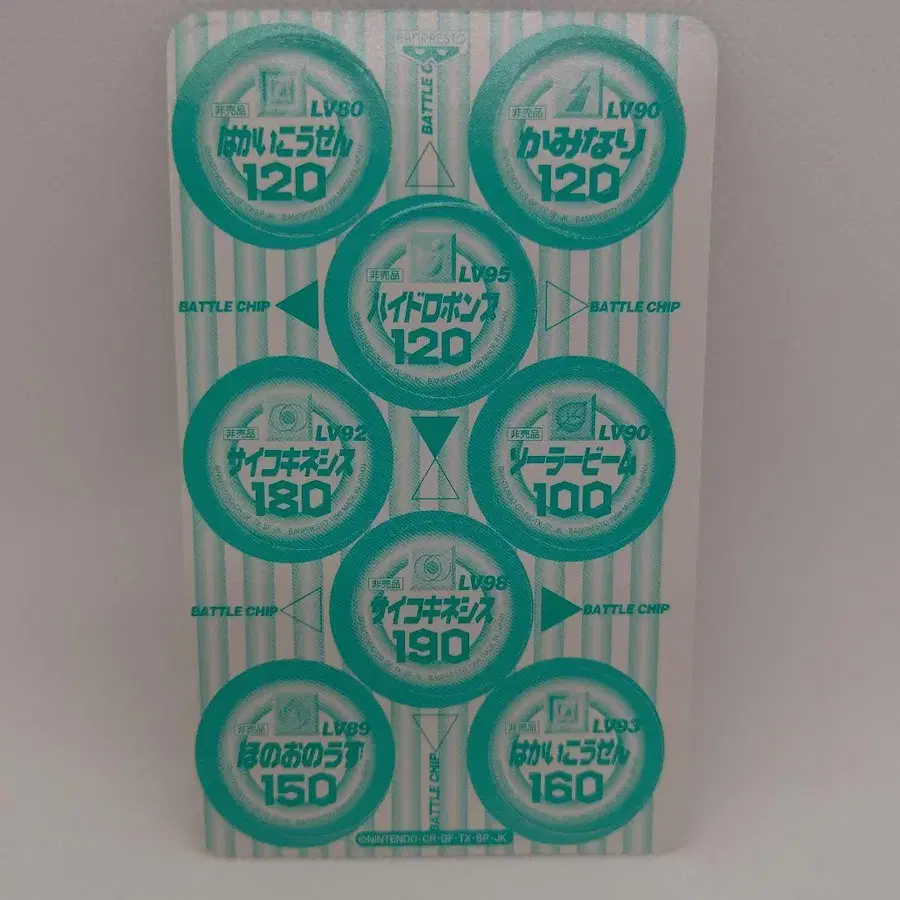 BANPRESTO
BATTLE C
非売品
LV80
はかいこうせん
120
非売品
LV90
かみなり
120
非売品
LV95
ハイドロポンプ
120
BATTLE CHIP
BATTLE CHIP
非売品
LV92
サイコキネシス
180
非売品
LV90
ソーラービーム
100
非売品
LV98
サイコキネシス
190
BATTLE CHIP
BATTLE CHIP
非売品
LV89
ほのおのうず
150
非売品
LV93
はかいこうせん
160
BATTLE CHIP
©NINTENDO·CR·GF·TX·SP·JK